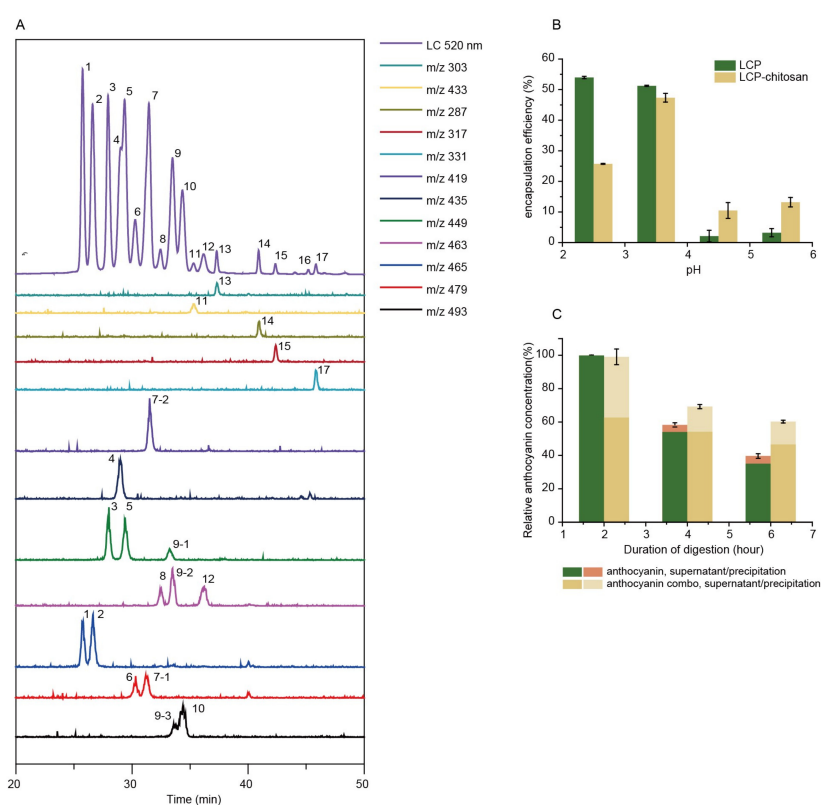 A
1
2
3
4
5
6
7
8
9
10
11
12
13
14
15
16
17
13
11
14
15
17
7-2
4
3
5
9-1
8
9-2
12
1
2
6
7-1
9-3
10
20
30
40
50
Time (min)
LC 520 nm
m/z 303
m/z 433
m/z 287
m/z 317
m/z 331
m/z 419
m/z 435
m/z 449
m/z 463
m/z 465
m/z 479
m/z 493
B
encapsulation efficiency (%)
60
50
40
30
20
10
0
2
3
4
5
6
pH
LCP
LCP-chitosan
C
Relative anthocyanin concentration(%)
100
80
60
40
20
0
1
2
3
4
5
6
7
Duration of digestion (hour)
anthocyanin, supernatant/precipitation
anthocyanin combo, supernatant/precipitation